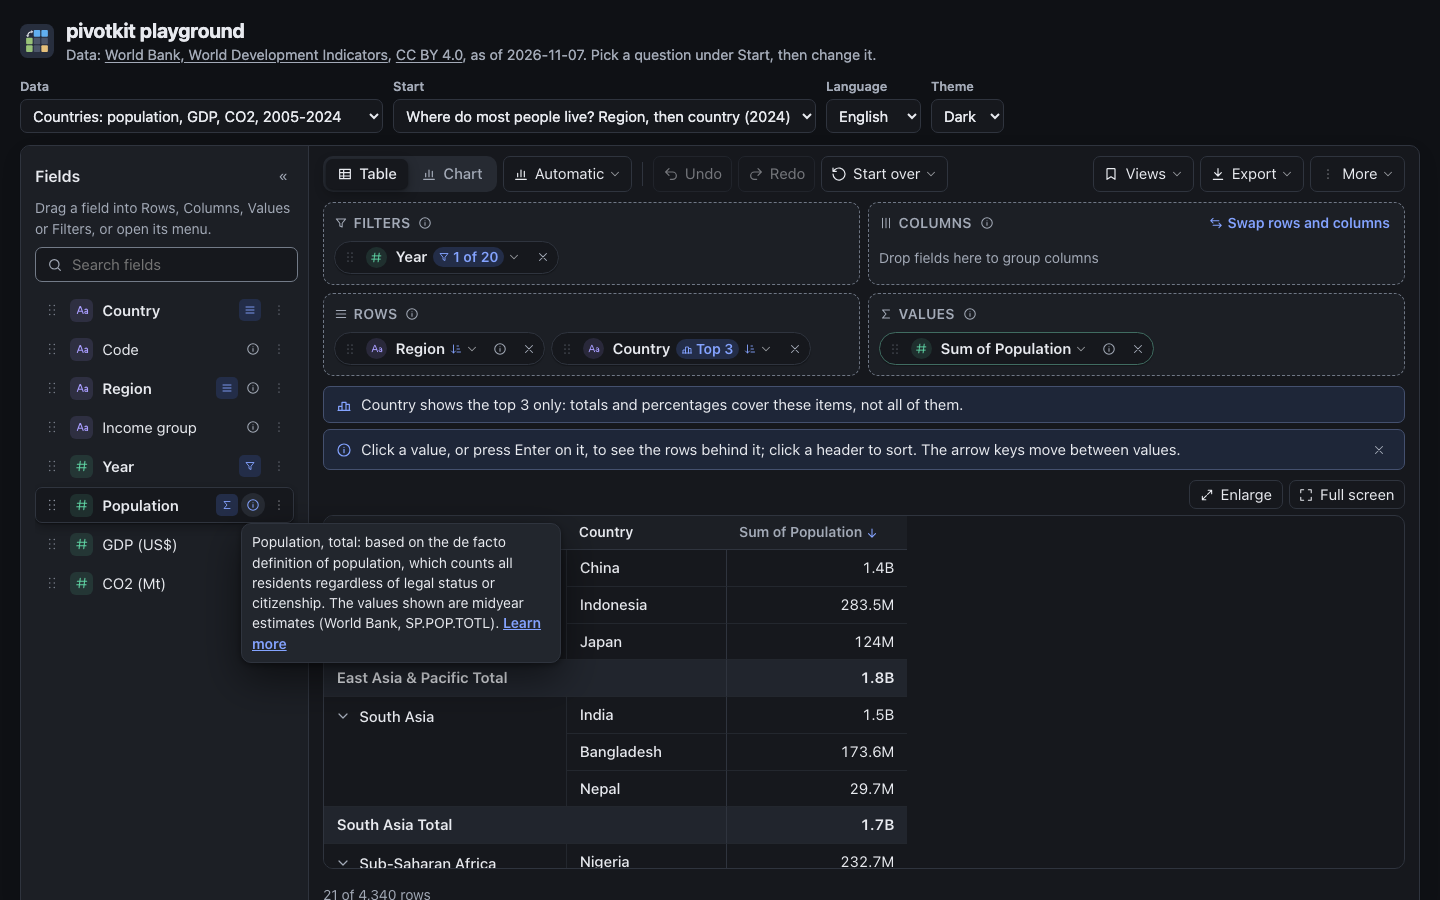 pivotkit playground
Data: World Bank, World Development Indicators, CC BY 4.0, as of 2026-11-07. Pick a question under Start, then change it.
Data
Start
Language
Theme
Countries: population, GDP, CO2, 2005-2024
Where do most people live? Region, then country (2024)
English
Dark
Fields
«
Drag a field into Rows, Columns, Values
or Filters, or open its menu.
Search fields
Aa Country
Aa Code
Aa Region
Aa Income group
# Year
# Population Σ
# GDP (US$)
# CO2 (Mt)
Table
Chart
Automatic
Undo
Redo
Start over
Views
Export
More
FILTERS
# Year 1 of 20
COLUMNS
Swap rows and columns
Drop fields here to group columns
ROWS
Aa Region
Aa Country Top 3
Σ VALUES
# Sum of Population
Country shows the top 3 only: totals and percentages cover these items, not all of them.
Click a value, or press Enter on it, to see the rows behind it; click a header to sort. The arrow keys move between values.
Enlarge
Full screen
Population, total: based on the de facto
definition of population, which counts all
residents regardless of legal status or
citizenship. The values shown are midyear
estimates (World Bank, SP.POP.TOTL). Learn
more
Country Sum of Population ↓
China 1.4B
Indonesia 283.5M
Japan 124M
East Asia & Pacific Total 1.8B
South Asia India 1.5B
Bangladesh 173.6M
Nepal 29.7M
South Asia Total 1.7B
Sub-Saharan Africa Nigeria 232.7M
21 of 4,340 rows